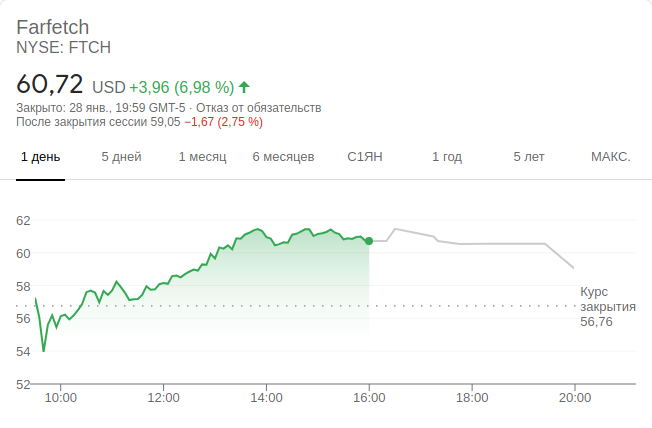 Farfetch
NYSE: FTCH
60,72 USD +3,96 (6,98 %)
Закрыто: 28 янв., 19:59 GMT-5 · Отказ от обязательств
После закрытия сессии 59,05 −1,67 (2,75 %)
1 день 5 дней 1 месяц 6 месяцев С1ЯН 1 год 5 лет МАКС.
62
60
58
Курс
закрытия
56,76
56
54
52
10:00 12:00 14:00 16:00 18:00 20:00